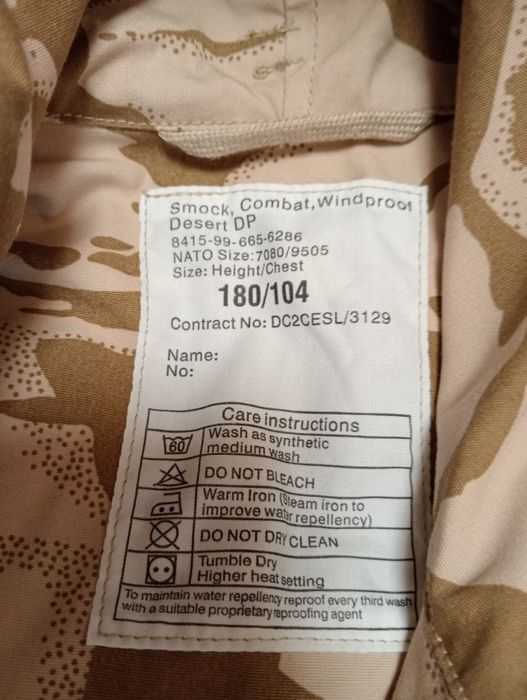 Smock, Combat, Windproof
Desert DP
8415-99-665-6286
NATO Size: 7080/9505
Size: Height/Chest
180/104
Contract No: DC2CESL/3129
Name:
No:
Care instructions
60
Wash as synthetic
medium wash
DO NOT BLEACH
Warm Iron (Steam iron to
improve water repellency)
DO NOT DRY CLEAN
Tumble Dry
Higher heat setting
To maintain water repellency reproof every third wash
with a suitable proprietary reproofing agent